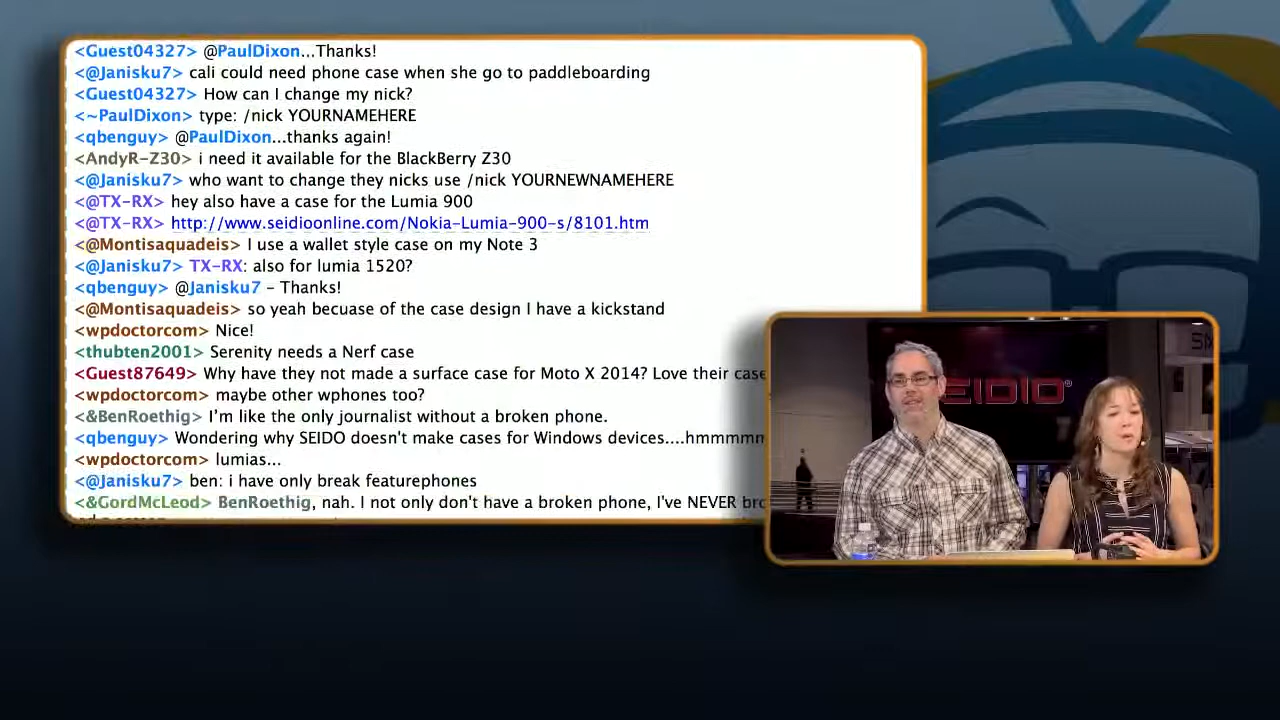 <Guest04327> @PaulDixon...Thanks!
<@Janisku7> cali could need phone case when she go to paddleboarding
<Guest04327> How can I change my nick?
<~PaulDixon> type: /nick YOURNAMEHERE
<qbenguy> @PaulDixon...thanks again!
<AndyR-Z30> i need it available for the BlackBerry Z30
<@Janisku7> who want to change they nicks use /nick YOURNEWNAMEHERE
<@TX-RX> hey also have a case for the Lumia 900
<@TX-RX> http://www.seidioonline.com/Nokia-Lumia-900-s/8101.htm
<@Montisaquadeis> I use a wallet style case on my Note 3
<@Janisku7> TX-RX: also for lumia 1520?
<qbenguy> @Janisku7 - Thanks!
<@Montisaquadeis> so yeah becuase of the case design I have a kickstand
<wpdoctorcom> Nice!
<thubten2001> Serenity needs a Nerf case
<Guest87649> Why have they not made a surface case for Moto X 2014? Love their case
<wpdoctorcom> maybe other wphones too?
<&BenRoethig> I'm like the only journalist without a broken phone.
<qbenguy> Wondering why SEIDO doesn't make cases for Windows devices....hmmmmm
<wpdoctorcom> lumias...
<@Janisku7> ben: i have only break featurephones
<&GordMcLeod> BenRoethig, nah. I not only don't have a broken phone, I've NEVER bro
EIDIO®